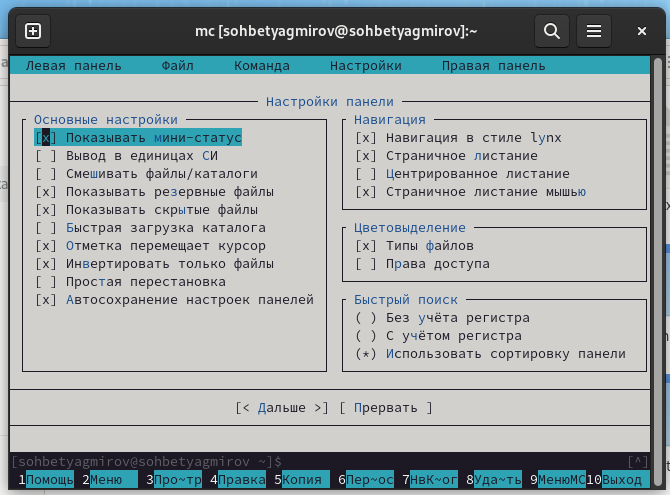 mc [sohbetyagmirov@sohbetyagmirov]:~
Левая панель Файл Команда Настройки Правая панель
Настройки панели
Основные настройки
[x] Показывать мини-статус
[ ] Вывод в единицах СИ
[ ] Смешивать файлы/каталоги
[x] Показывать резервные файлы
[x] Показывать скрытые файлы
[ ] Быстрая загрузка каталога
[x] Отметка перемещает курсор
[x] Инвертировать только файлы
[ ] Простая перестановка
[x] Автосохранение настроек панелей
Навигация
[x] Навигация в стиле lynx
[x] Страничное листание
[ ] Центрированное листание
[x] Страничное листание мышью
Цветовыделение
[x] Типы файлов
[ ] Права доступа
Быстрый поиск
( ) Без учёта регистра
( ) С учётом регистра
(*) Использовать сортировку панели
[< Дальше >] [ Прервать ]
[sohbetyagmirov@sohbetyagmirov ~]$ [^]
1Помощь 2Меню 3Про~тр 4Правка 5Копия 6Пер~ос 7НвК~ог 8Уда~ть 9МенюMC 10Выход